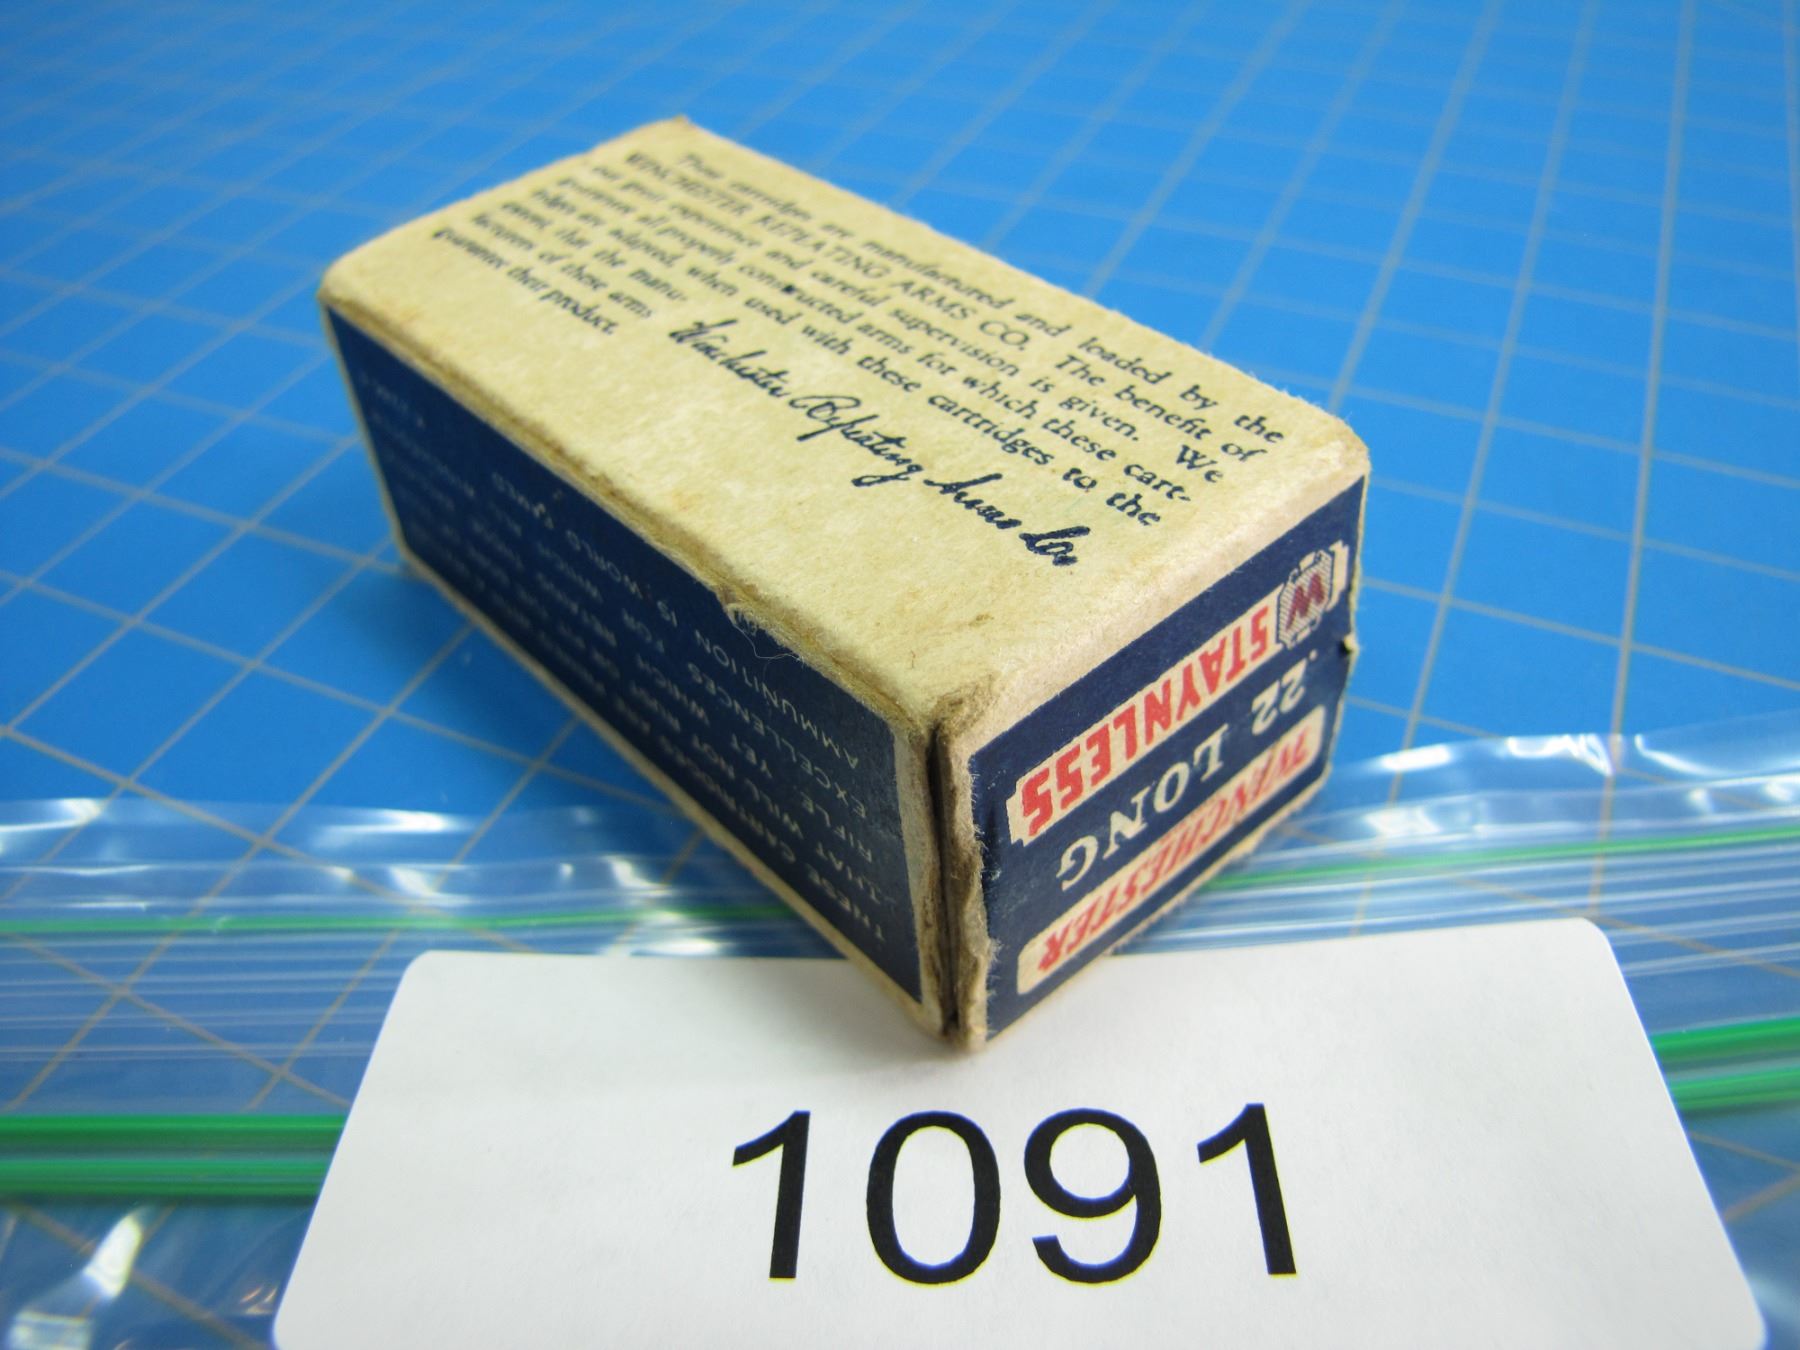 These cartridges are manufactured and loaded by the
WINCHESTER REPEATING ARMS CO. The benefit of
our great experience and careful supervision is given. We
guarantee all properly constructed arms for which these cart-
ridges are adapted, when used with these cartridges to the
extent that the manu-
facturers of these arms
guarantee their product.
Winchester Repeating Arms Co.
W
STAYNLESS
.22 LONG
WINCHESTER
AMMUNITION IS WORLD FAMED
EXCELLENCES FOR WHICH
RIFLE, YET
THAT WILL NOT RUST
THESE CARTRIDGES ARE
1091